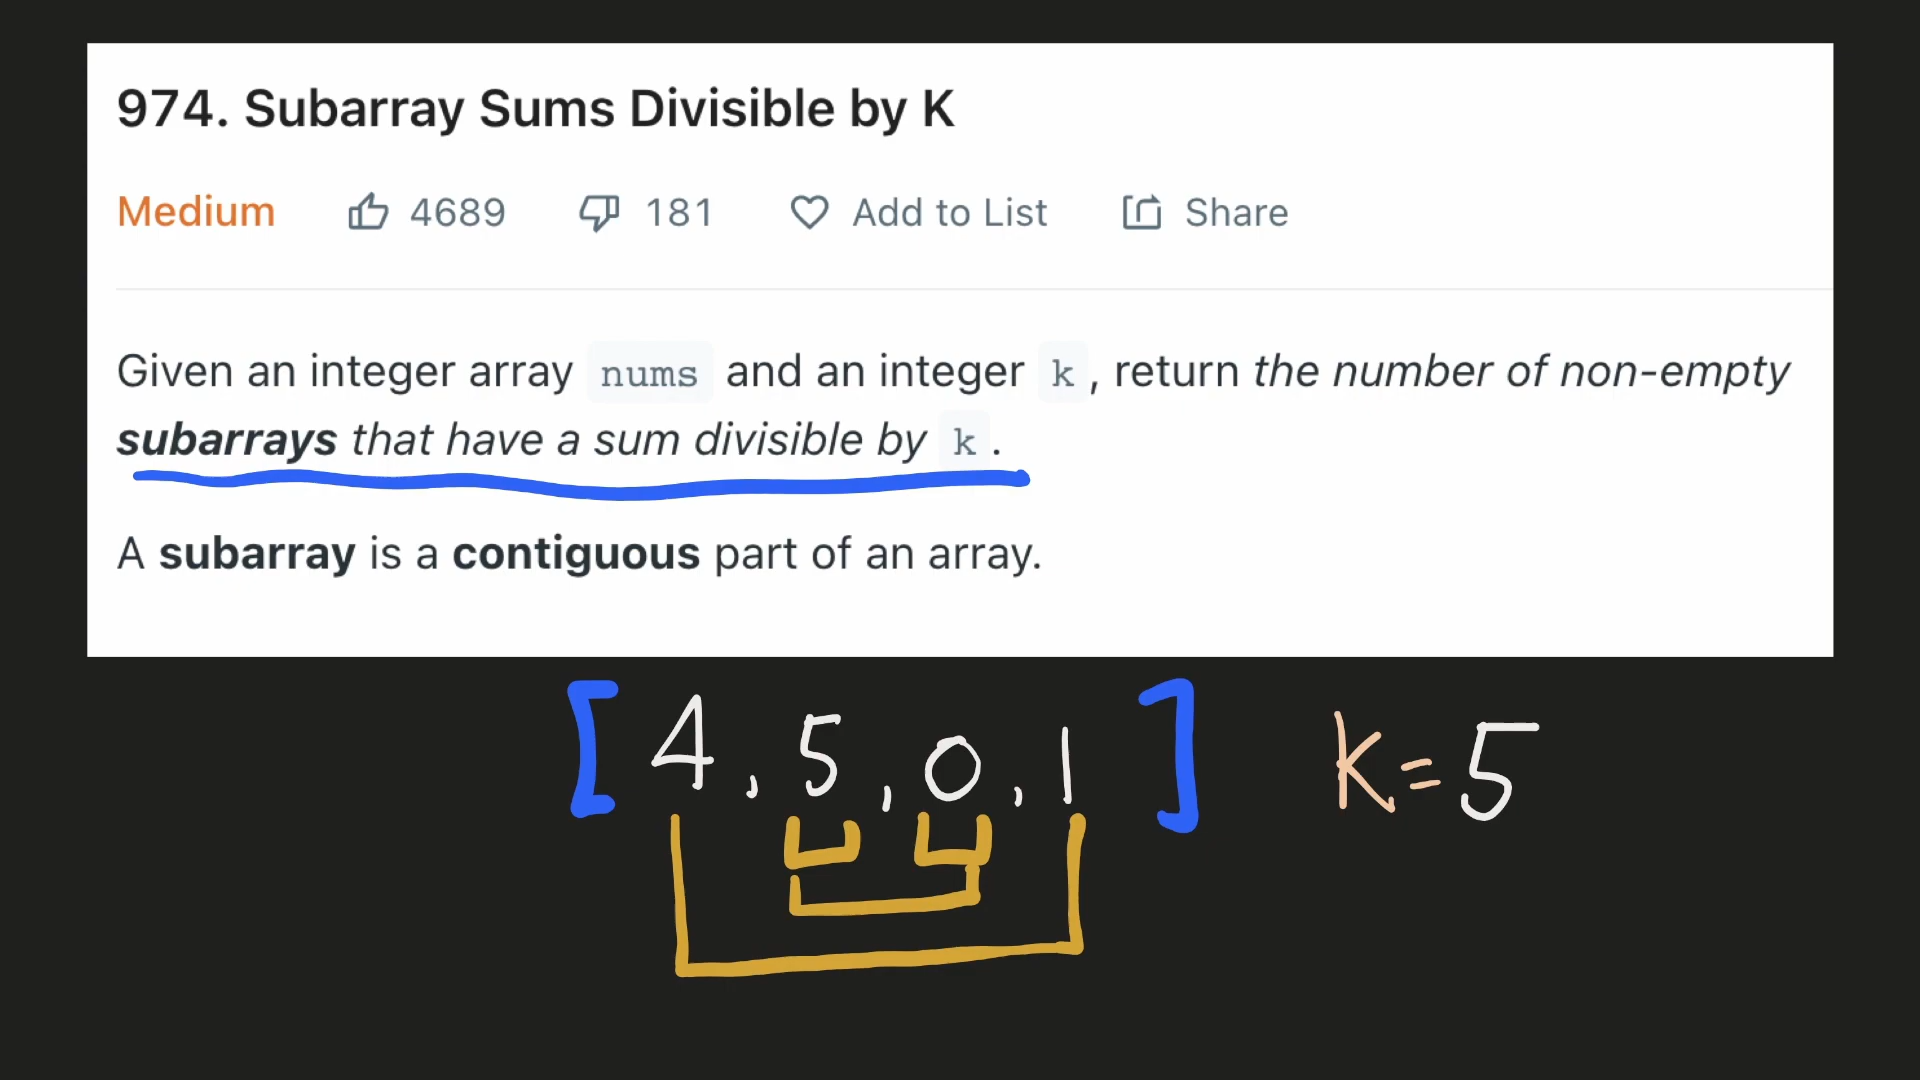 974. Subarray Sums Divisible by K
Medium 4689 181 Add to List Share
Given an integer array nums and an integer k, return the number of non-empty
subarrays that have a sum divisible by k.
A subarray is a contiguous part of an array.
[4,5,0,1] K=5